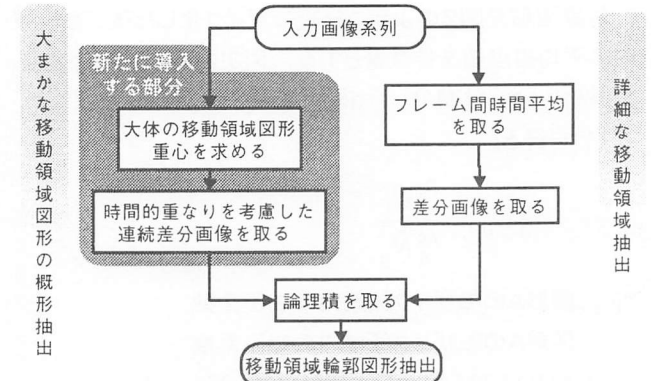 入力画像系列
大まかな移動領域図形の概形抽出
新たに導入
する部分
大体の移動領域図形
重心を求める
時間的重なりを考慮した
連続差分画像を取る
フレーム間時間平均
を取る
差分画像を取る
詳細な移動領域抽出
論理積を取る
移動領域輪郭図形抽出